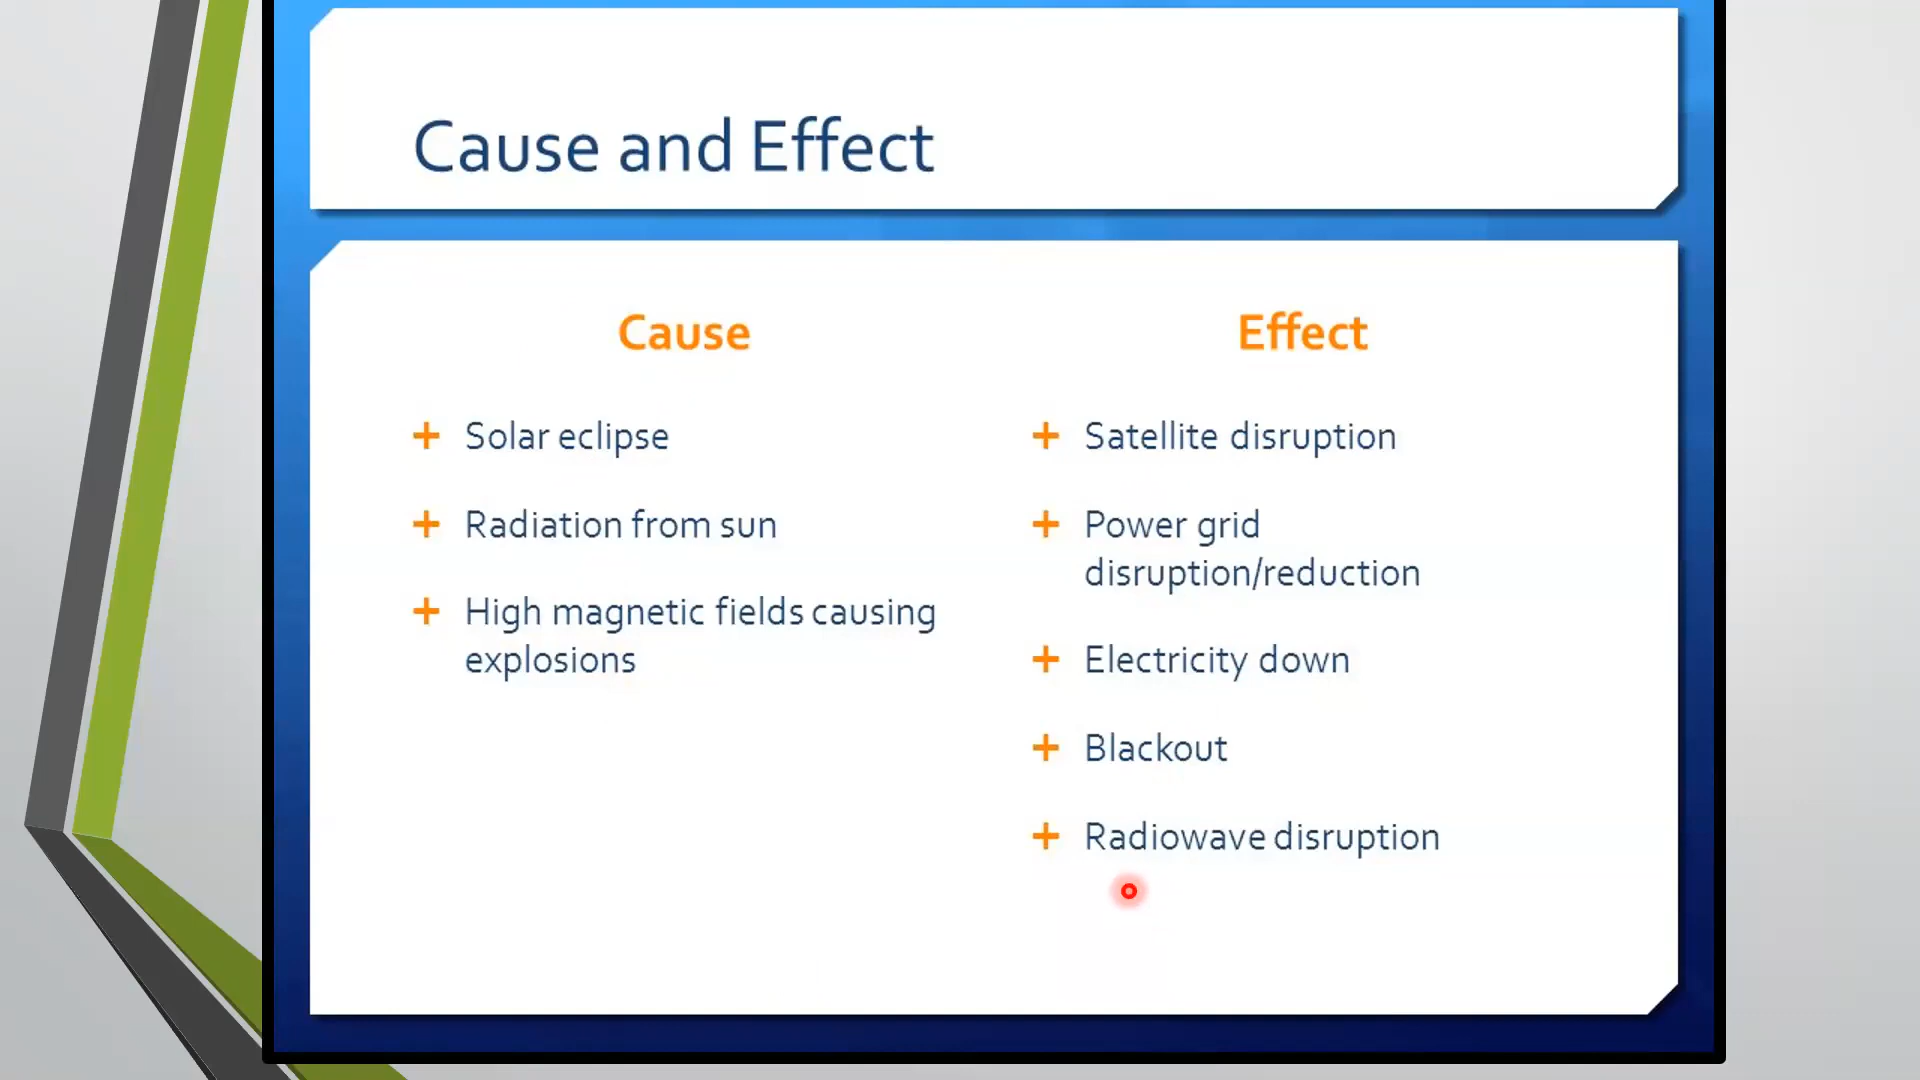 Cause and Effect
Cause
Solar eclipse
Radiation from sun
High magnetic fields causing
explosions
Effect
Satellite disruption
Power grid
disruption/reduction
Electricity down
Blackout
Radiowave disruption